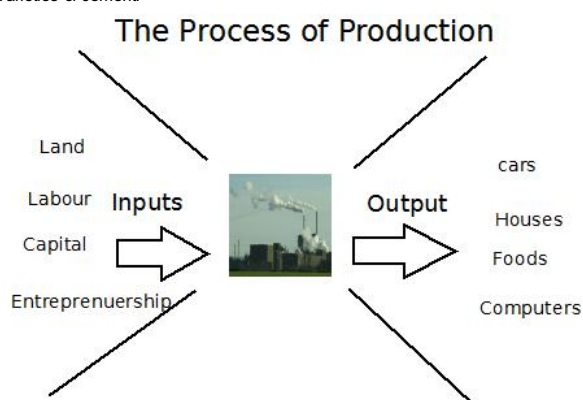 The Process of Production
Land
Labour
Capital
Entreprenuership
Inputs
Output
cars
Houses
Foods
Computers